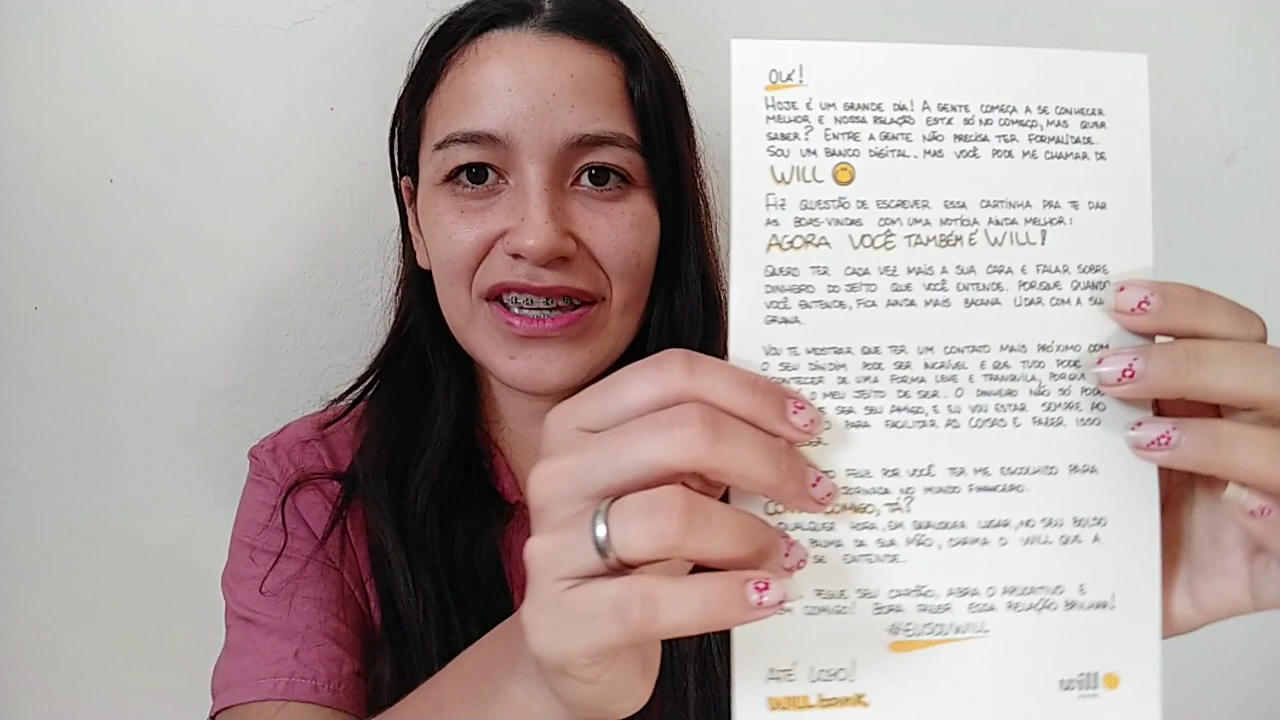 OLÁ!
HOJE É UM GRANDE DIA! A GENTE COMEÇA A SE CONHECER
MELHOR E NOSSA RELAÇÃO ESTÁ SÓ NO COMEÇO, MAS QUER
SABER? ENTRE A GENTE NÃO PRECISA TER FORMALIDADE.
SOU UM BANCO DIGITAL, MAS VOCÊ PODE ME CHAMAR DE
WILL
FIZ QUESTÃO DE ESCREVER ESSA CARTINHA PRA TE DAR
AS BOAS-VINDAS COM UMA NOTÍCIA AINDA MELHOR:
AGORA VOCÊ TAMBÉM É WILL!
QUERO TER CADA VEZ MAIS A SUA CARA E FALAR SOBRE
DINHEIRO DO JEITO QUE VOCÊ ENTENDE. PORQUE QUANDO
VOCÊ ENTENDE, FICA AINDA MAIS BACANA LIDAR COM A SUA
GRANA.
VOU TE MOSTRAR QUE TER UM CONTATO MAIS PRÓXIMO COM
O SEU DINDIM PODE SER INCRÍVEL E QUE TUDO PODE
ACONTECER DE UMA FORMA LEVE E TRANQUILA, PORQUE
O MEU JEITO DE SER. O DINHEIRO NÃO SÓ PODE
SER SEU AMIGO, E EU VOU ESTAR SEMPRE AO
PARA FACILITAR AS COISAS E FAZER ISSO
FELIZ POR VOCÊ TER ME ESCOLHIDO PARA
JORNADA NO MUNDO FINANCEIRO.
COMIGO, TÁ?
QUALQUER HORA, EM QUALQUER LUGAR, NO SEU BOLSO
PALMA DA SUA MÃO, CHAMA O WILL QUE A
SE ENTENDE.
PEGUE SEU CARTÃO, ABRA O APLICATIVO E
COMIGO! BORA FAZER ESSA RELAÇÃO BRILHAR!
#EUSOUWILL
ATÉ LOGO!
WILL bank
will